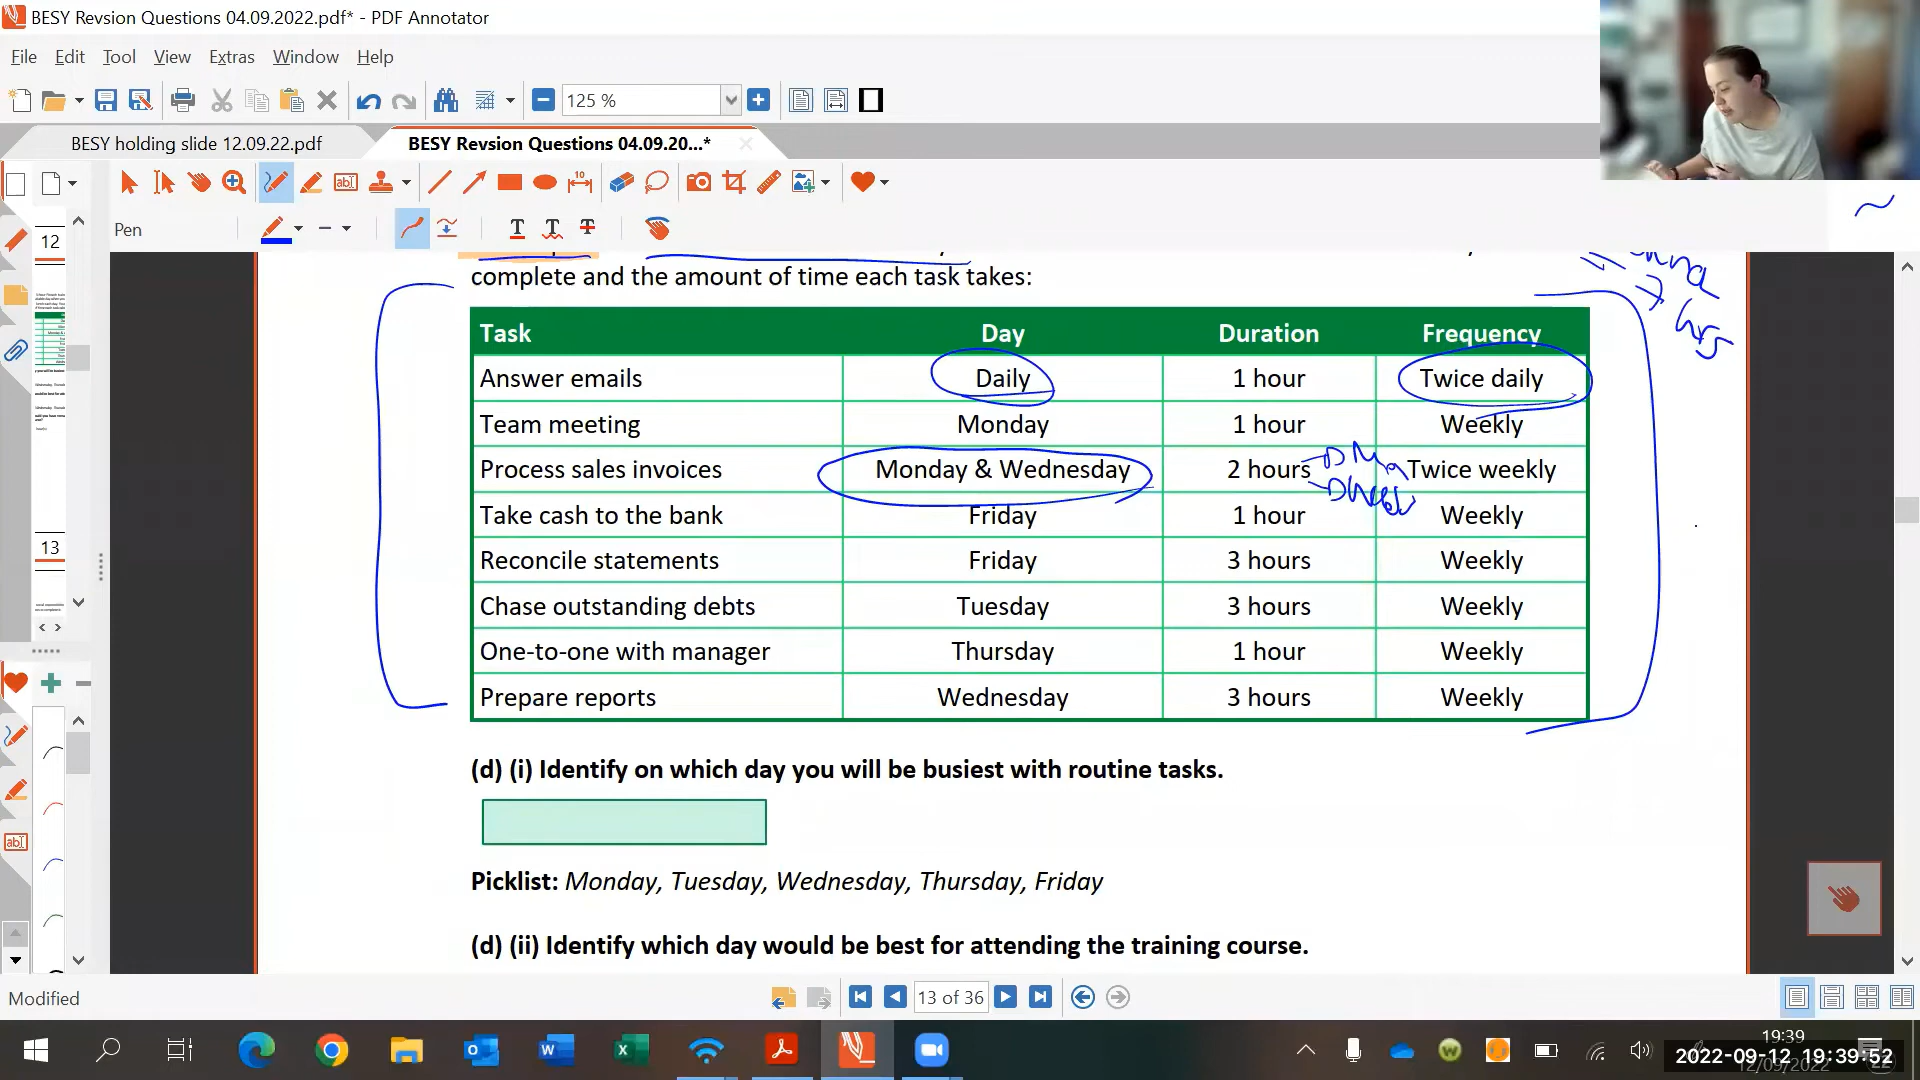 BESY Revsion Questions 04.09.2022.pdf* - PDF Annotator
File Edit Tool View Extras Window Help
125 %
BESY holding slide 12.09.22.pdf
BESY Revsion Questions 04.09.20...*
Pen
12
13
complete and the amount of time each task takes:
Task Day Duration Frequency
Answer emails Daily 1 hour Twice daily
Team meeting Monday 1 hour Weekly
Process sales invoices Monday & Wednesday 2 hours Twice weekly
Take cash to the bank Friday 1 hour Weekly
Reconcile statements Friday 3 hours Weekly
Chase outstanding debts Tuesday 3 hours Weekly
One-to-one with manager Thursday 1 hour Weekly
Prepare reports Wednesday 3 hours Weekly
7
hrs
(d) (i) Identify on which day you will be busiest with routine tasks.
Picklist: Monday, Tuesday, Wednesday, Thursday, Friday
(d) (ii) Identify which day would be best for attending the training course.
Modified
13 of 36
19:39
12/09/2022
22
2022-09-12 19:39:52